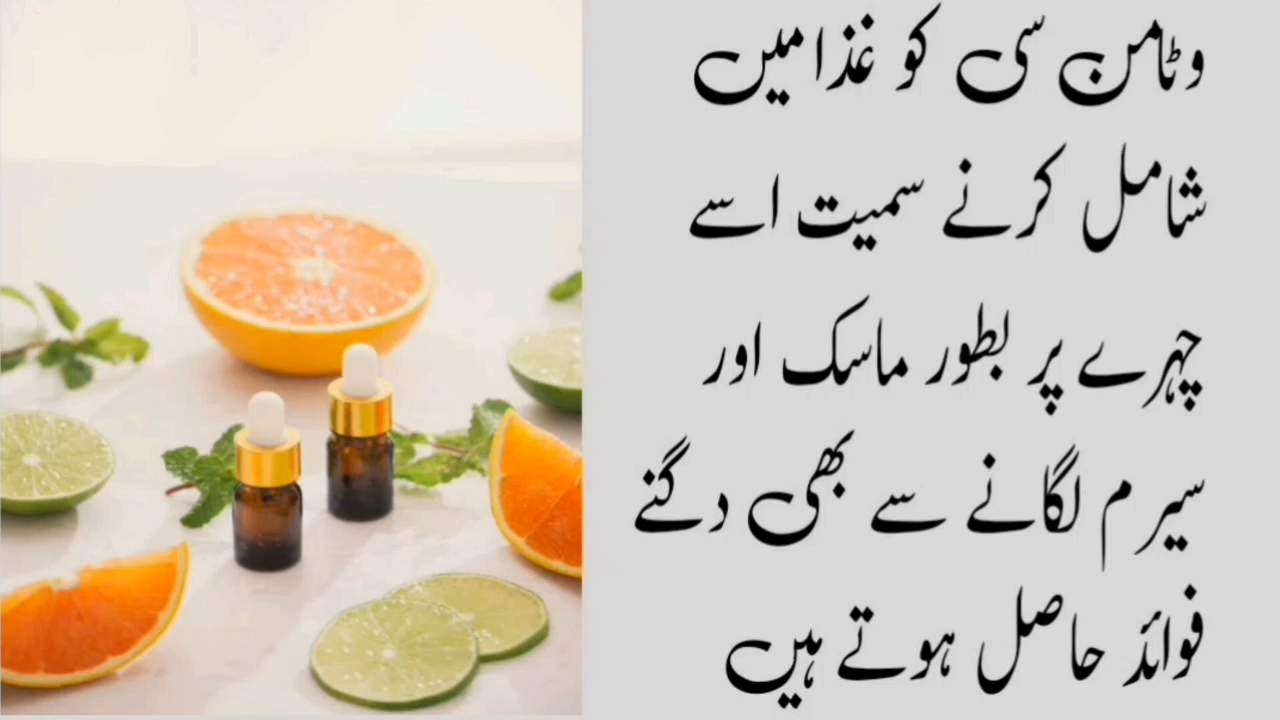 وٹامن سی کو غذا میں
شامل کرنے سمیت اسے
چہرے پر بطور ماسک اور
سیرم لگانے سے بھی دگنے
فوائد حاصل ہوتے ہیں